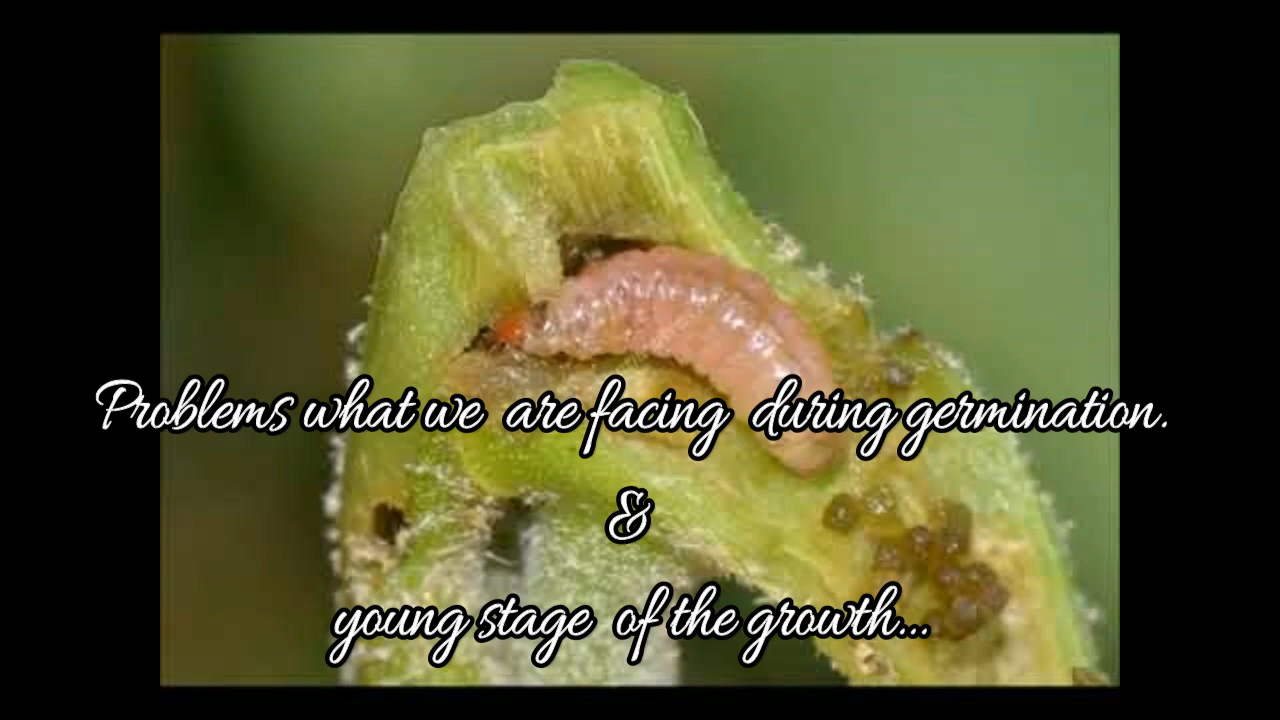 Problems what we are facing during germination.
&
young stage of the growth...